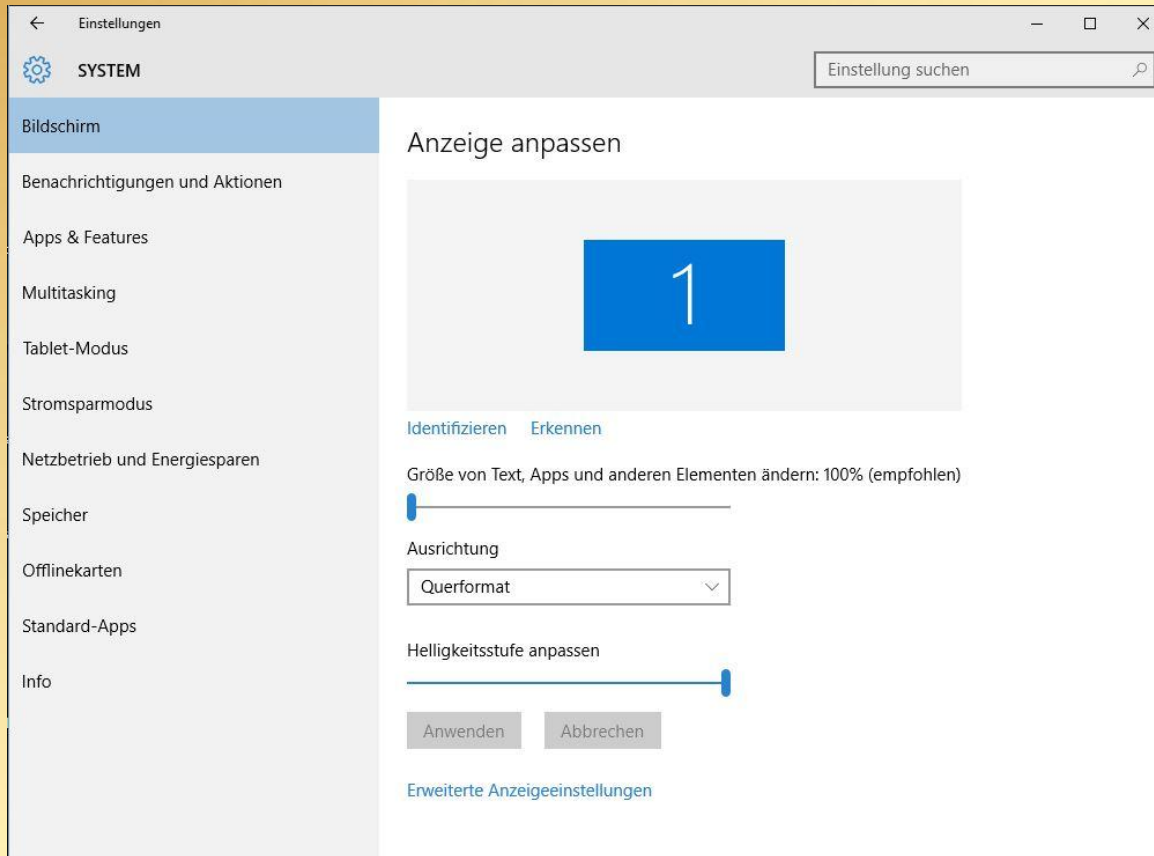 Einstellungen
SYSTEM
Einstellung suchen
Bildschirm
Benachrichtigungen und Aktionen
Apps & Features
Multitasking
Tablet-Modus
Stromsparmodus
Netzbetrieb und Energiesparen
Speicher
Offlinekarten
Standard-Apps
Info
Anzeige anpassen
1
Identifizieren Erkennen
Größe von Text, Apps und anderen Elementen ändern: 100% (empfohlen)
Ausrichtung
Querformat
Helligkeitsstufe anpassen
Anwenden Abbrechen
Erweiterte Anzeigeeinstellungen